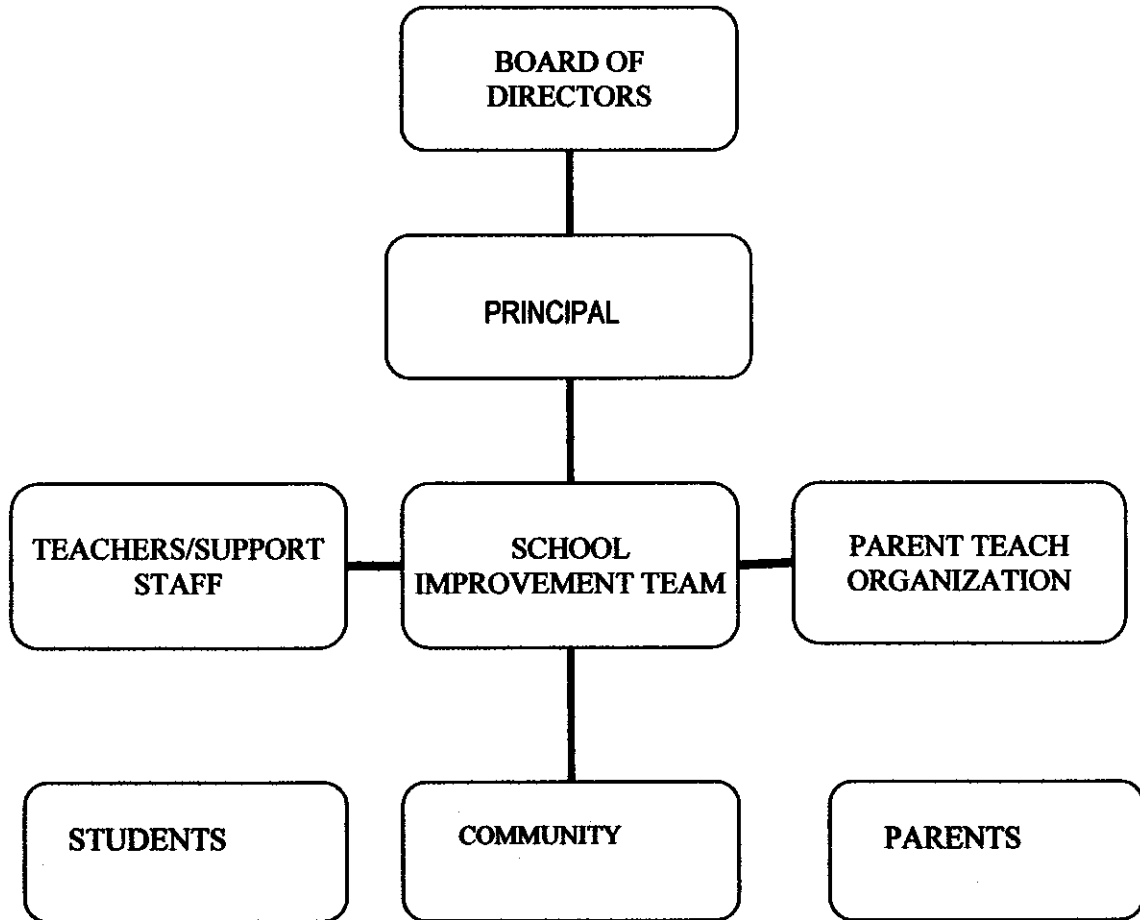 BOARD OF
DIRECTORS
PRINCIPAL
TEACHERS/SUPPORT
STAFF
SCHOOL
IMPROVEMENT TEAM
PARENT TEACH
ORGANIZATION
STUDENTS
COMMUNITY
PARENTS